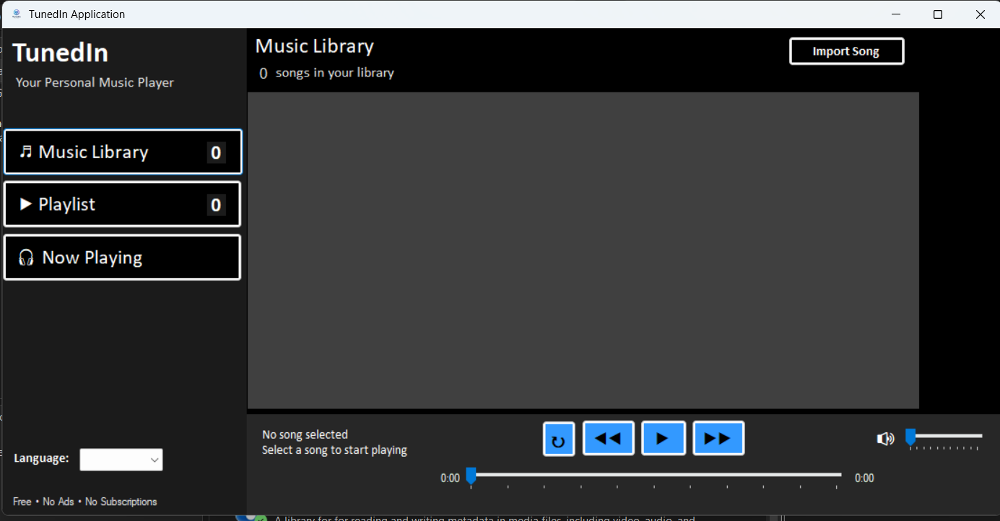 TunedIn Application
TunedIn
Your Personal Music Player
Music Library 0
Playlist 0
Now Playing
Language:
Free • No Ads • No Subscriptions
Music Library
0 songs in your library
Import Song
No song selected
Select a song to start playing
0:00
0:00
A library for for reading and writing metadata in media files, including video, audio, and